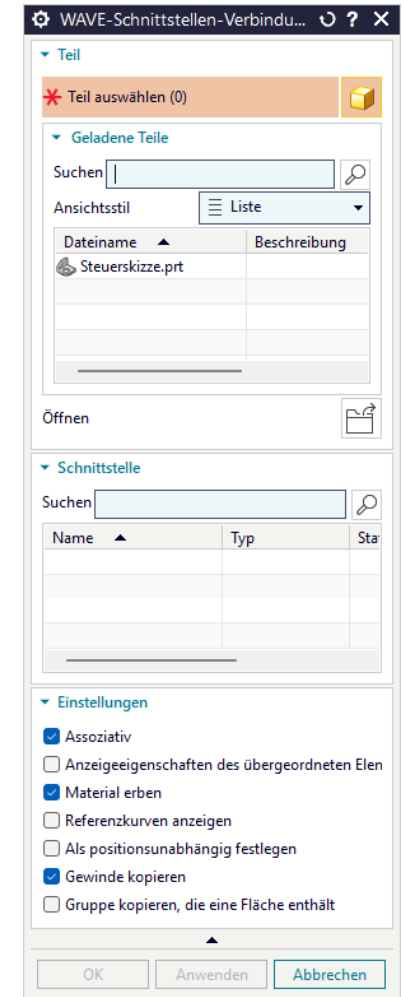 WAVE-Schnittstellen-Verbindu... ?
Teil
Teil auswählen (0)
Geladene Teile
Suchen
Ansichtsstil Liste
Dateiname Beschreibung
Steuerskizze.prt
Öffnen
Schnittstelle
Suchen
Name Typ Sta
Einstellungen
Assoziativ
Anzeigeeigenschaften des übergeordneten Elen
Material erben
Referenzkurven anzeigen
Als positionsunabhängig festlegen
Gewinde kopieren
Gruppe kopieren, die eine Fläche enthält
OK Anwenden Abbrechen